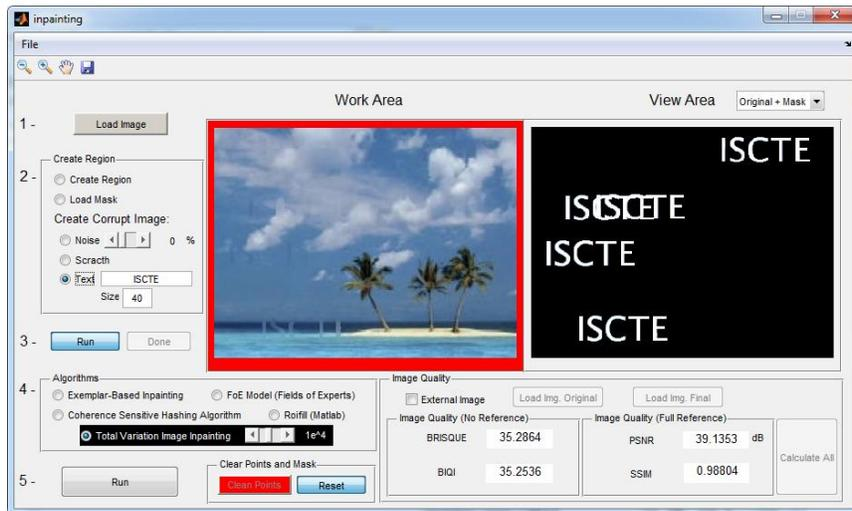 inpainting
File
Work Area
View Area
Original + Mask
1 -
Load Image
ISCTE
Create Region
2 -
Create Region
Load Mask
Create Corrupt Image:
Noise
0 %
Scracth
Text
ISCTE
Size
40
ISCTE
ISCTE
ISCTE
ISCTE
3 -
Run
Done
4 -
Algorithms
Exemplar-Based Inpainting
FoE Model (Fields of Experts)
Coherence Sensitive Hashing Algorithm
Roifill (Matlab)
Total Variation Image Inpainting
1e^4
Image Quality
External Image
Load Img. Original
Load Img. Final
Image Quality (No Reference)
BRISQUE
35.2864
BIQI
35.2536
Image Quality (Full Reference)
PSNR
39.1353 dB
SSIM
0.98804
Calculate All
5 -
Run
Clear Points and Mask
Clean Points
Reset